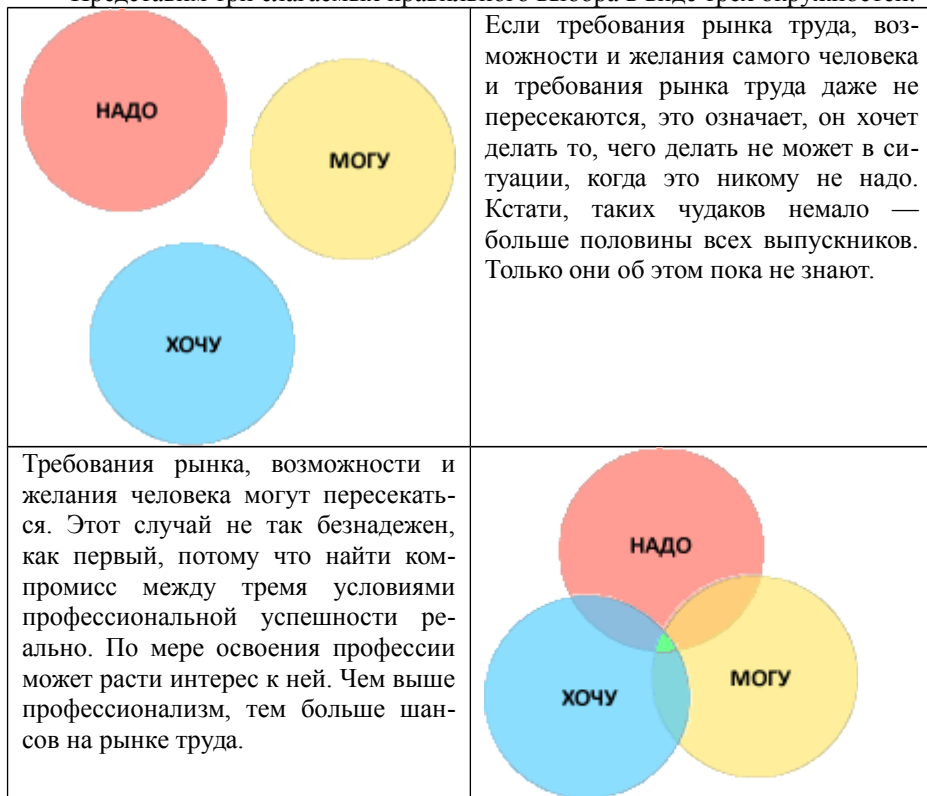 НАДО
МОГУ
ХОЧУ
Если требования рынка труда, воз-
можности и желания самого человека
и требования рынка труда даже не
пересекаются, это означает, он хочет
делать то, чего делать не может в си-
туации, когда это никому не надо.
Кстати, таких чудаков немало —
больше половины всех выпускников.
Только они об этом пока не знают.
Требования рынка, возможности и
желания человека могут пересекать-
ся. Этот случай не так безнадежен,
как первый, потому что найти ком-
промисс между тремя условиями
профессиональной успешности ре-
ально. По мере освоения профессии
может расти интерес к ней. Чем выше
профессионализм, тем больше шан-
сов на рынке труда.
НАДО
МОГУ
ХОЧУ